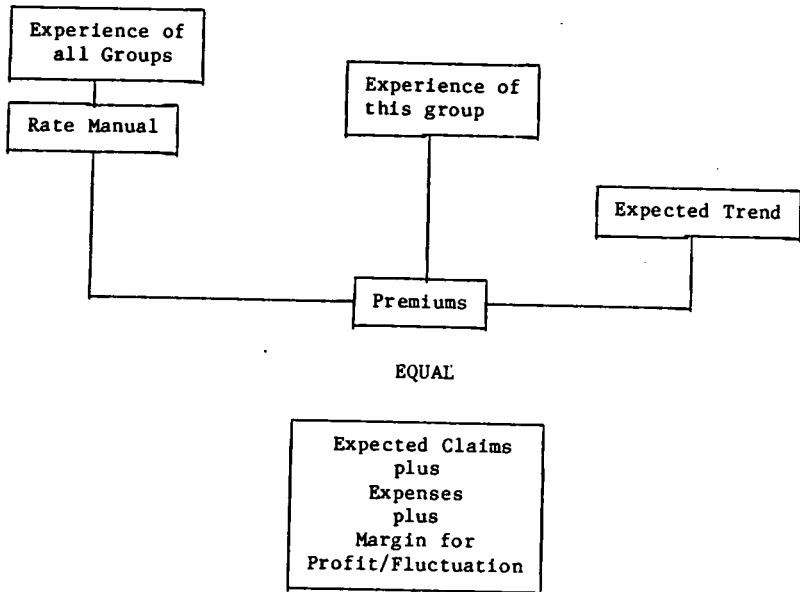 Experience of
all Groups
Rate Manual
Experience of
this group
Expected Trend
Premiums
EQUAL
Expected Claims
plus
Expenses
plus
Margin for
Profit/Fluctuation